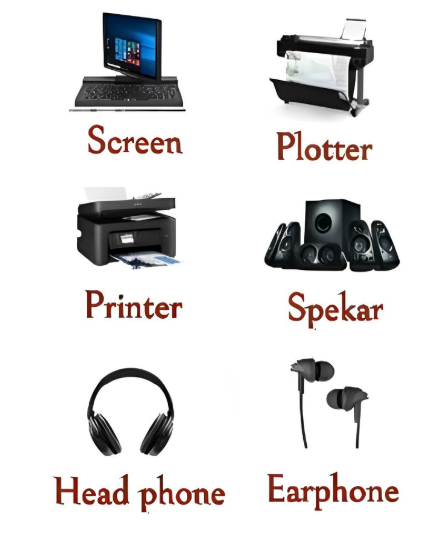 Screen
Plotter
Printer
Spekar
Head phone
Earphone